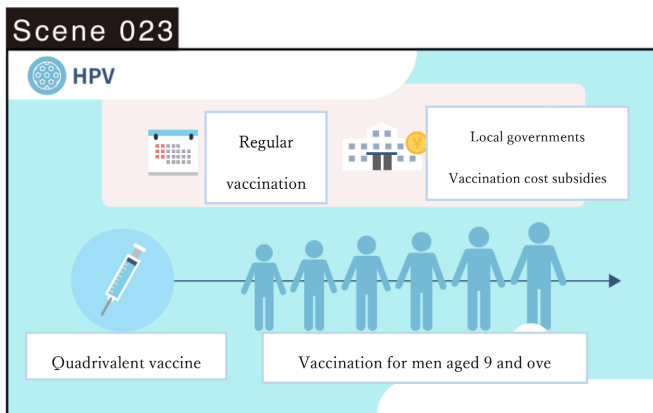 Scene 023
HPV
Regular
vaccination
¥
Local governments
Vaccination cost subsidies
Quadrivalent vaccine
Vaccination for men aged 9 and ove